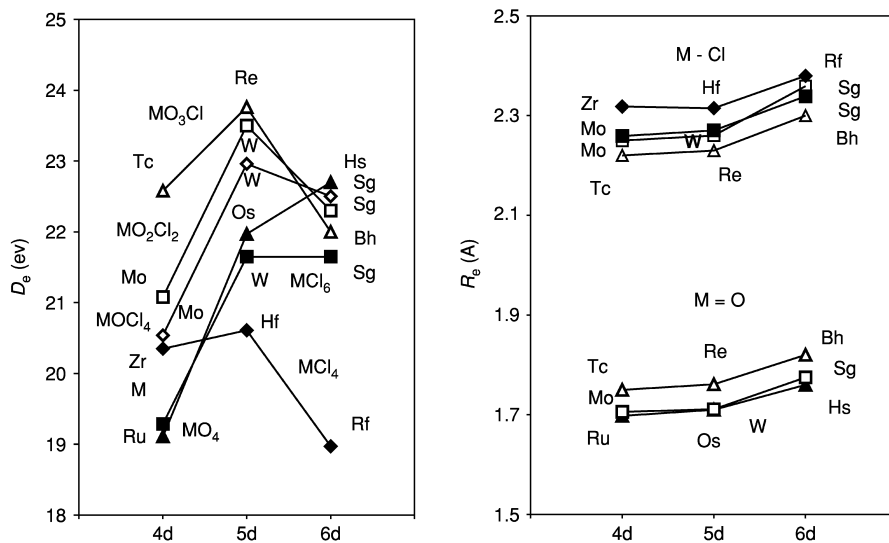 25
24
23
22
21
20
19
18
D_e (ev)
4d
5d
6d
Re
MO₃Cl
Tc
W
W
Hs
Sg
Sg
Os
MO₂Cl₂
Bh
Mo
W
MCl₆
Sg
MOCl₄
Mo
Hf
Zr
M
MCl₄
Ru
MO₄
Rf
2.5
2.3
2.1
1.9
1.7
1.5
R_e (A)
4d
5d
6d
M - Cl
Rf
Zr
Hf
Sg
Mo
Sg
Mo
W
Bh
Tc
Re
M = O
Tc
Re
Bh
Mo
Sg
Hs
Ru
Os
W